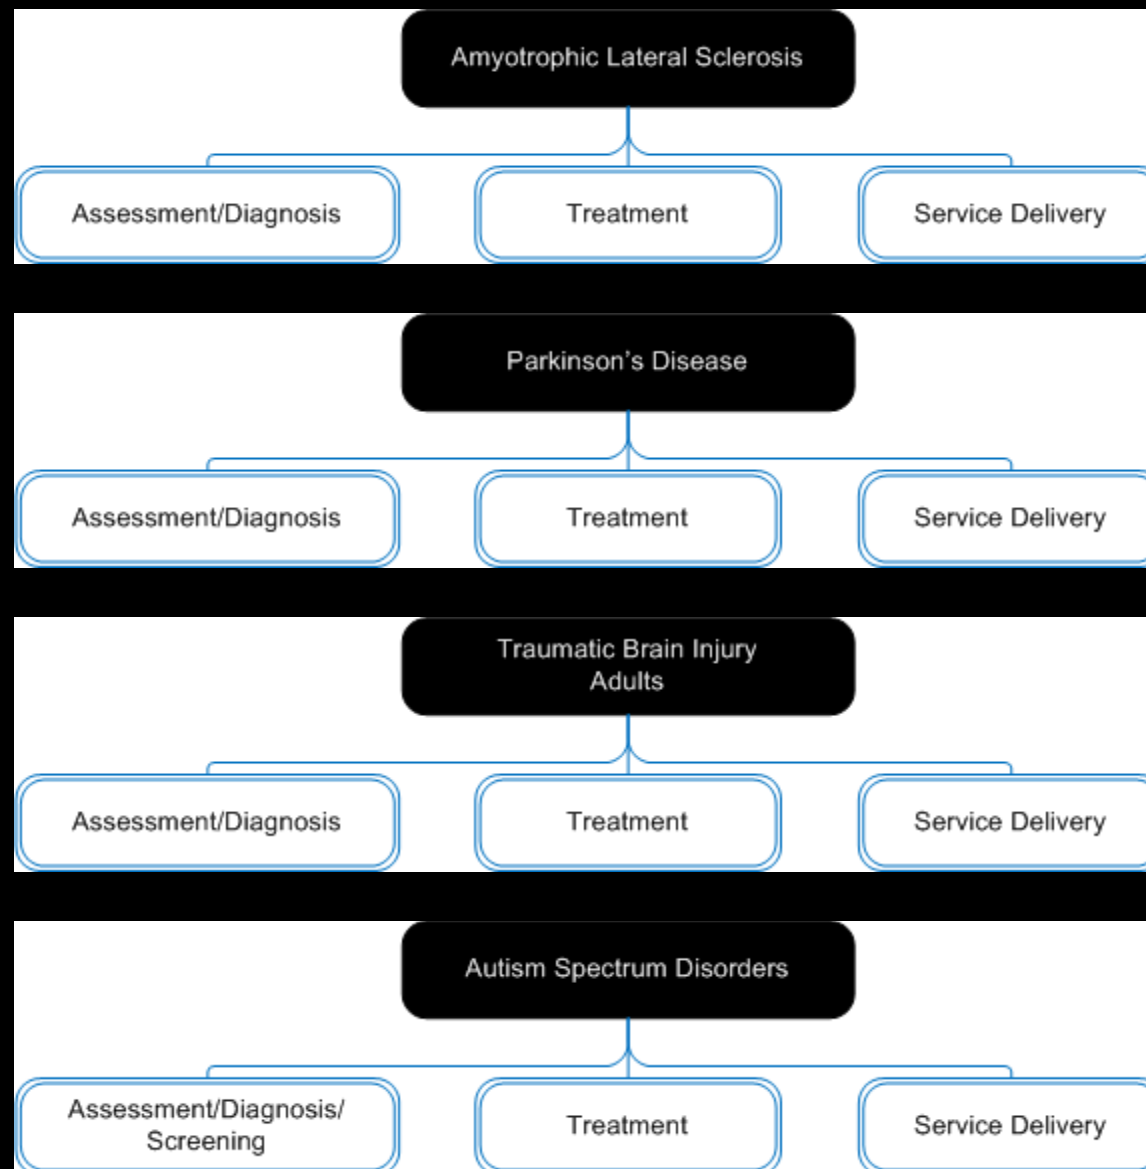 Amyotrophic Lateral Sclerosis
Assessment/Diagnosis
Treatment
Service Delivery
Parkinson’s Disease
Assessment/Diagnosis
Treatment
Service Delivery
Traumatic Brain Injury
Adults
Assessment/Diagnosis
Treatment
Service Delivery
Autism Spectrum Disorders
Assessment/Diagnosis/
Screening
Treatment
Service Delivery